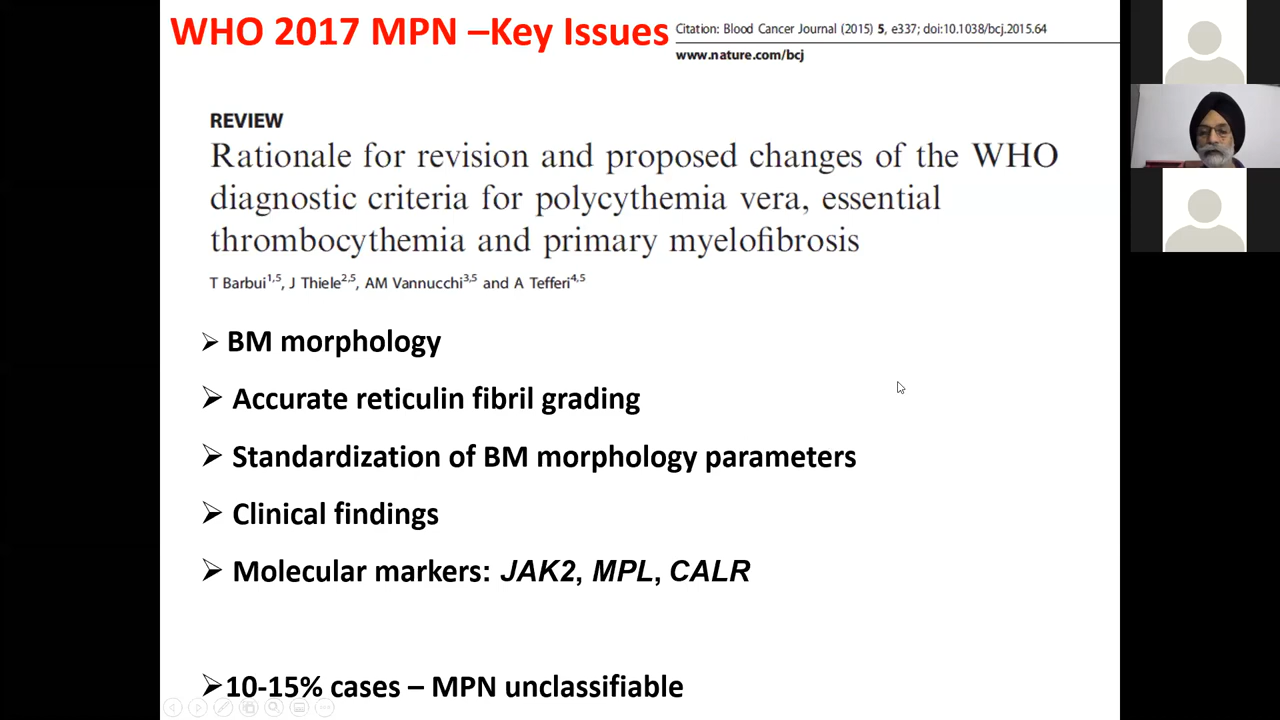 WHO 2017 MPN –Key Issues
Citation: Blood Cancer Journal (2015) 5, e337; doi:10.1038/bcj.2015.64
www.nature.com/bcj
REVIEW
Rationale for revision and proposed changes of the WHO
diagnostic criteria for polycythemia vera, essential
thrombocythemia and primary myelofibrosis
T Barbui1,5, J Thiele2,5, AM Vannucchi3,5 and A Tefferi4,5
➢ BM morphology
➢ Accurate reticulin fibril grading
➢ Standardization of BM morphology parameters
➢ Clinical findings
➢ Molecular markers: JAK2, MPL, CALR
➢10-15% cases – MPN unclassifiable